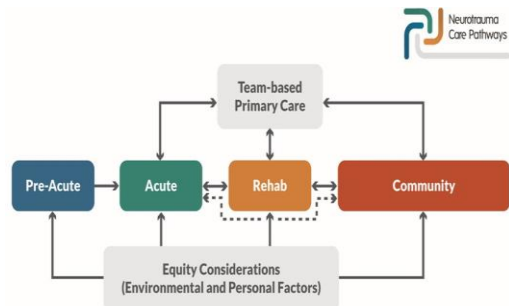 Neurotrauma
Care Pathways
Team-based
Primary Care
Pre-Acute
Acute
Rehab
Community
Equity Considerations
(Environmental and Personal Factors)